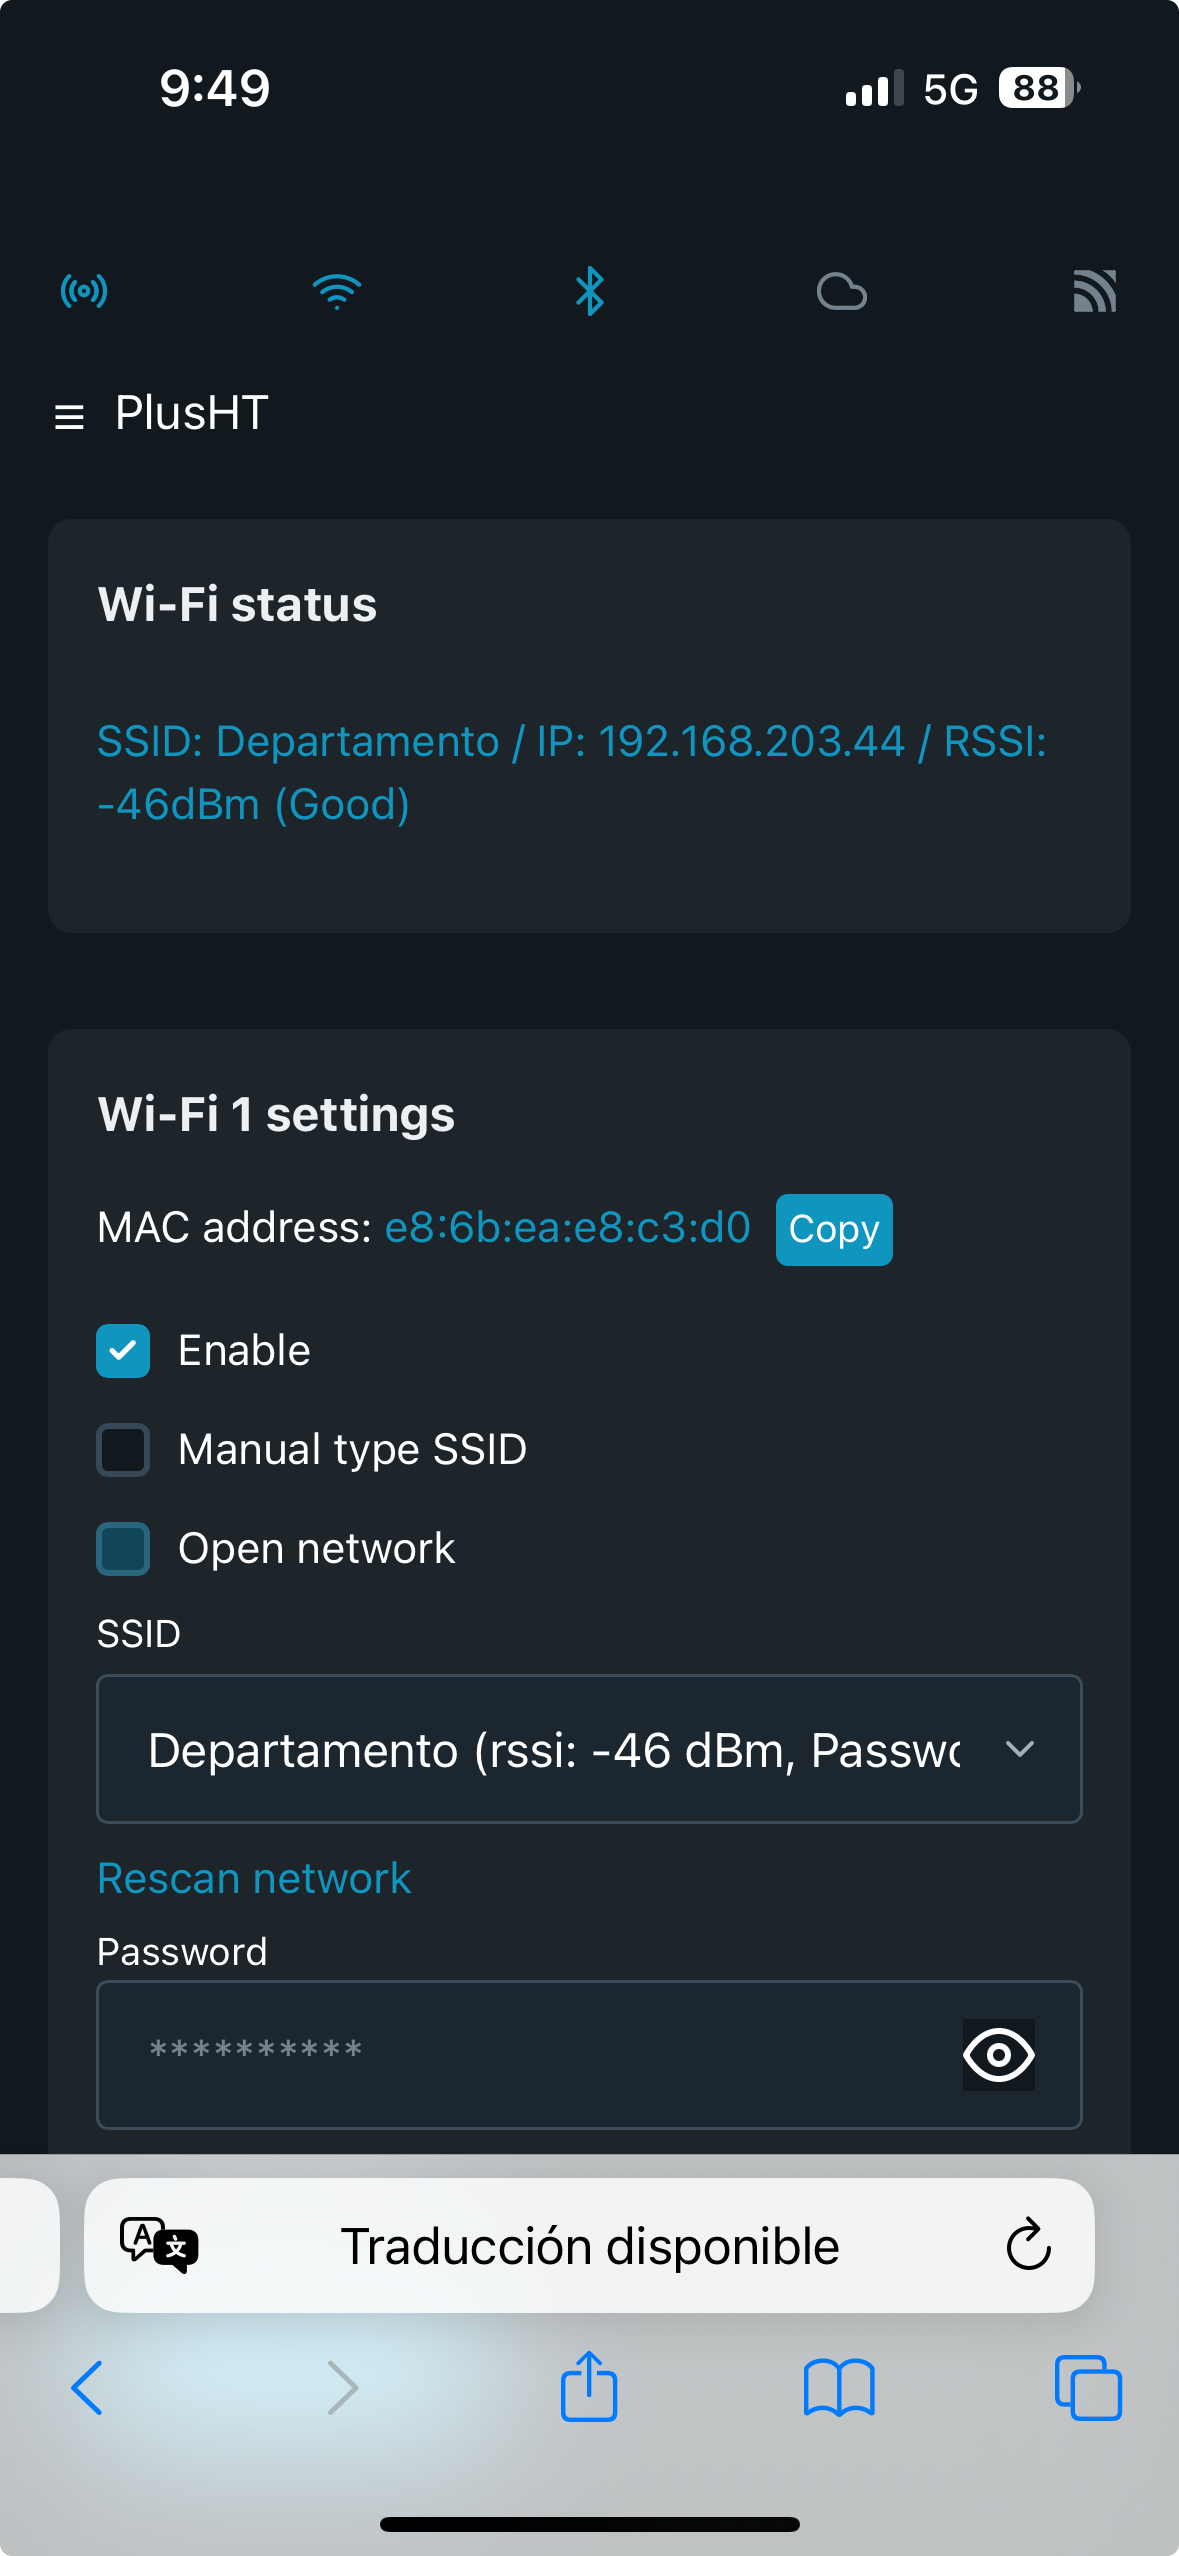 9:49
5G 88
PlusHT
Wi-Fi status
SSID: Departamento / IP: 192.168.203.44 / RSSI:
-46dBm (Good)
Wi-Fi 1 settings
MAC address: e8:6b:ea:e8:c3:d0 Copy
Enable
Manual type SSID
Open network
SSID
Departamento (rssi: -46 dBm, Passwo
Rescan network
Password
**********
A 文 Traducción disponible